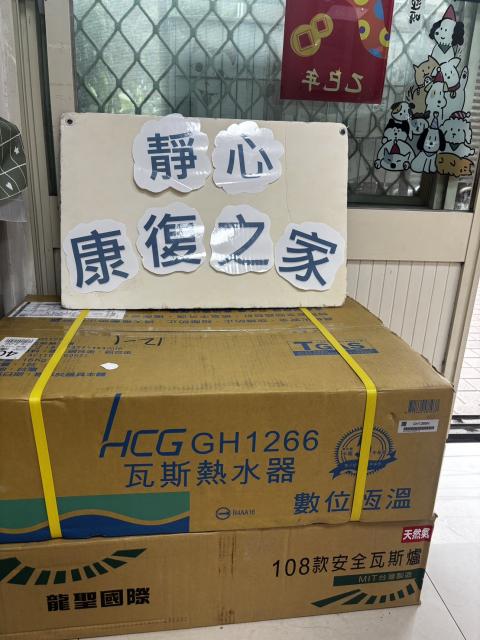 乙巳年
靜心
康復之家
12-1
HCG GH1266
瓦斯熱水器
數位恆溫
天然氣
108款安全瓦斯爐
MIT台灣製造
龍聖國際